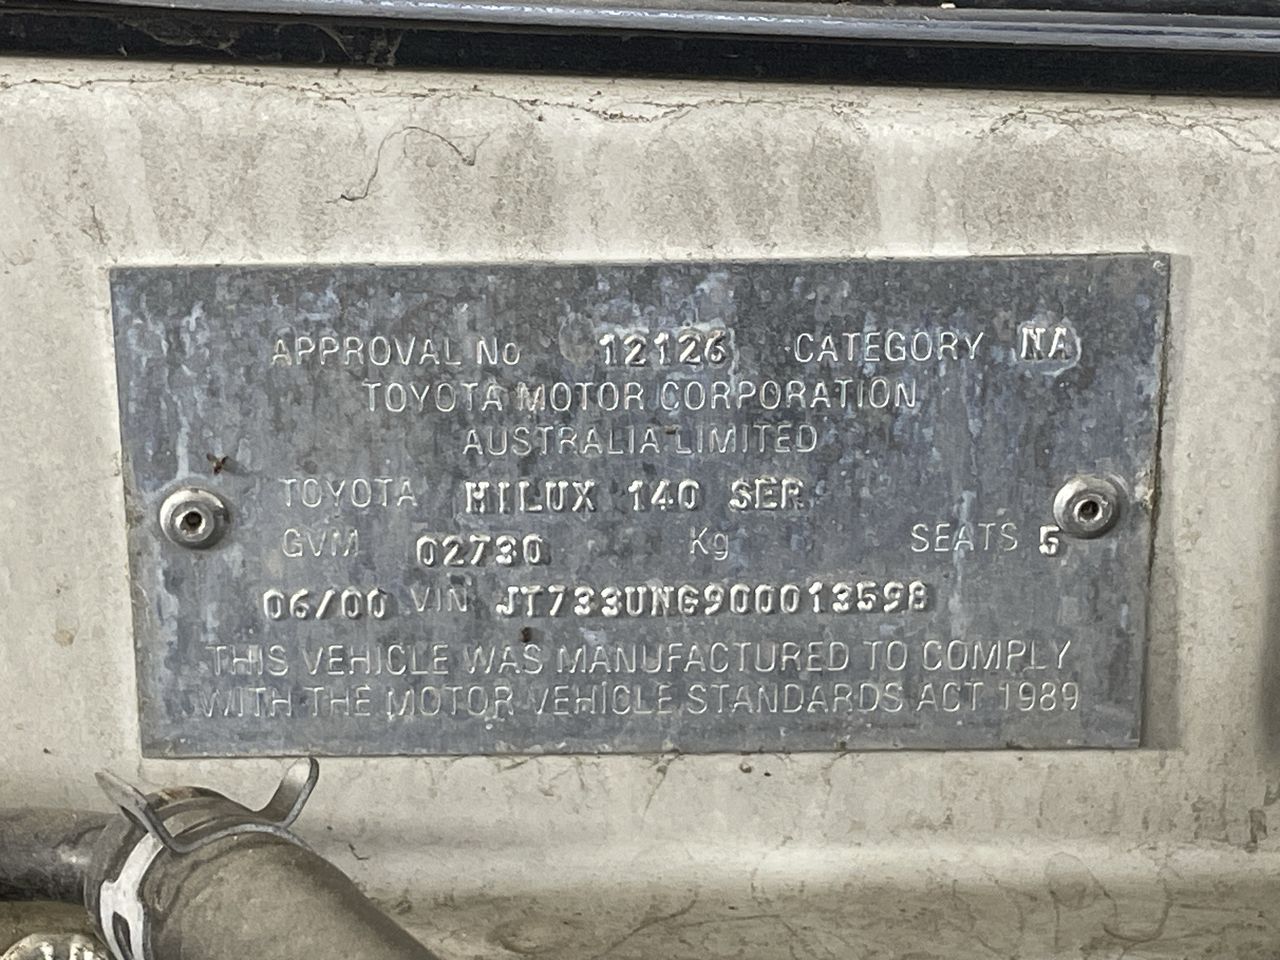 APPROVAL No 12126 CATEGORY NA
TOYOTA MOTOR CORPORATION
AUSTRALIA LIMITED
TOYOTA HILUX 140 SER
GVM 02730 Kg SEATS 5
06/00 VIN JT733UNG900013598
THIS VEHICLE WAS MANUFACTURED TO COMPLY
WITH THE MOTOR VEHICLE STANDARDS ACT 1989